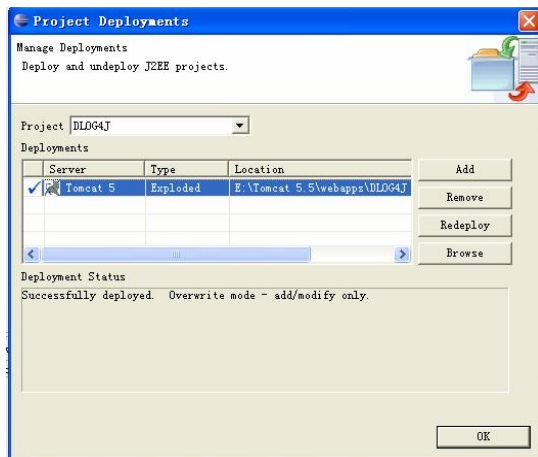 Project Deployments
Manage Deployments
Deploy and undeploy J2EE projects.
Project DLOG4J
Deployments
Server Type Location Add
Tomcat 5 Exploded E:\Tomcat 5.5\webapps\DLOG4J
Remove
Redeploy
Browse
Deployment Status
Successfully deployed. Overwrite mode - add/modify only.
OK